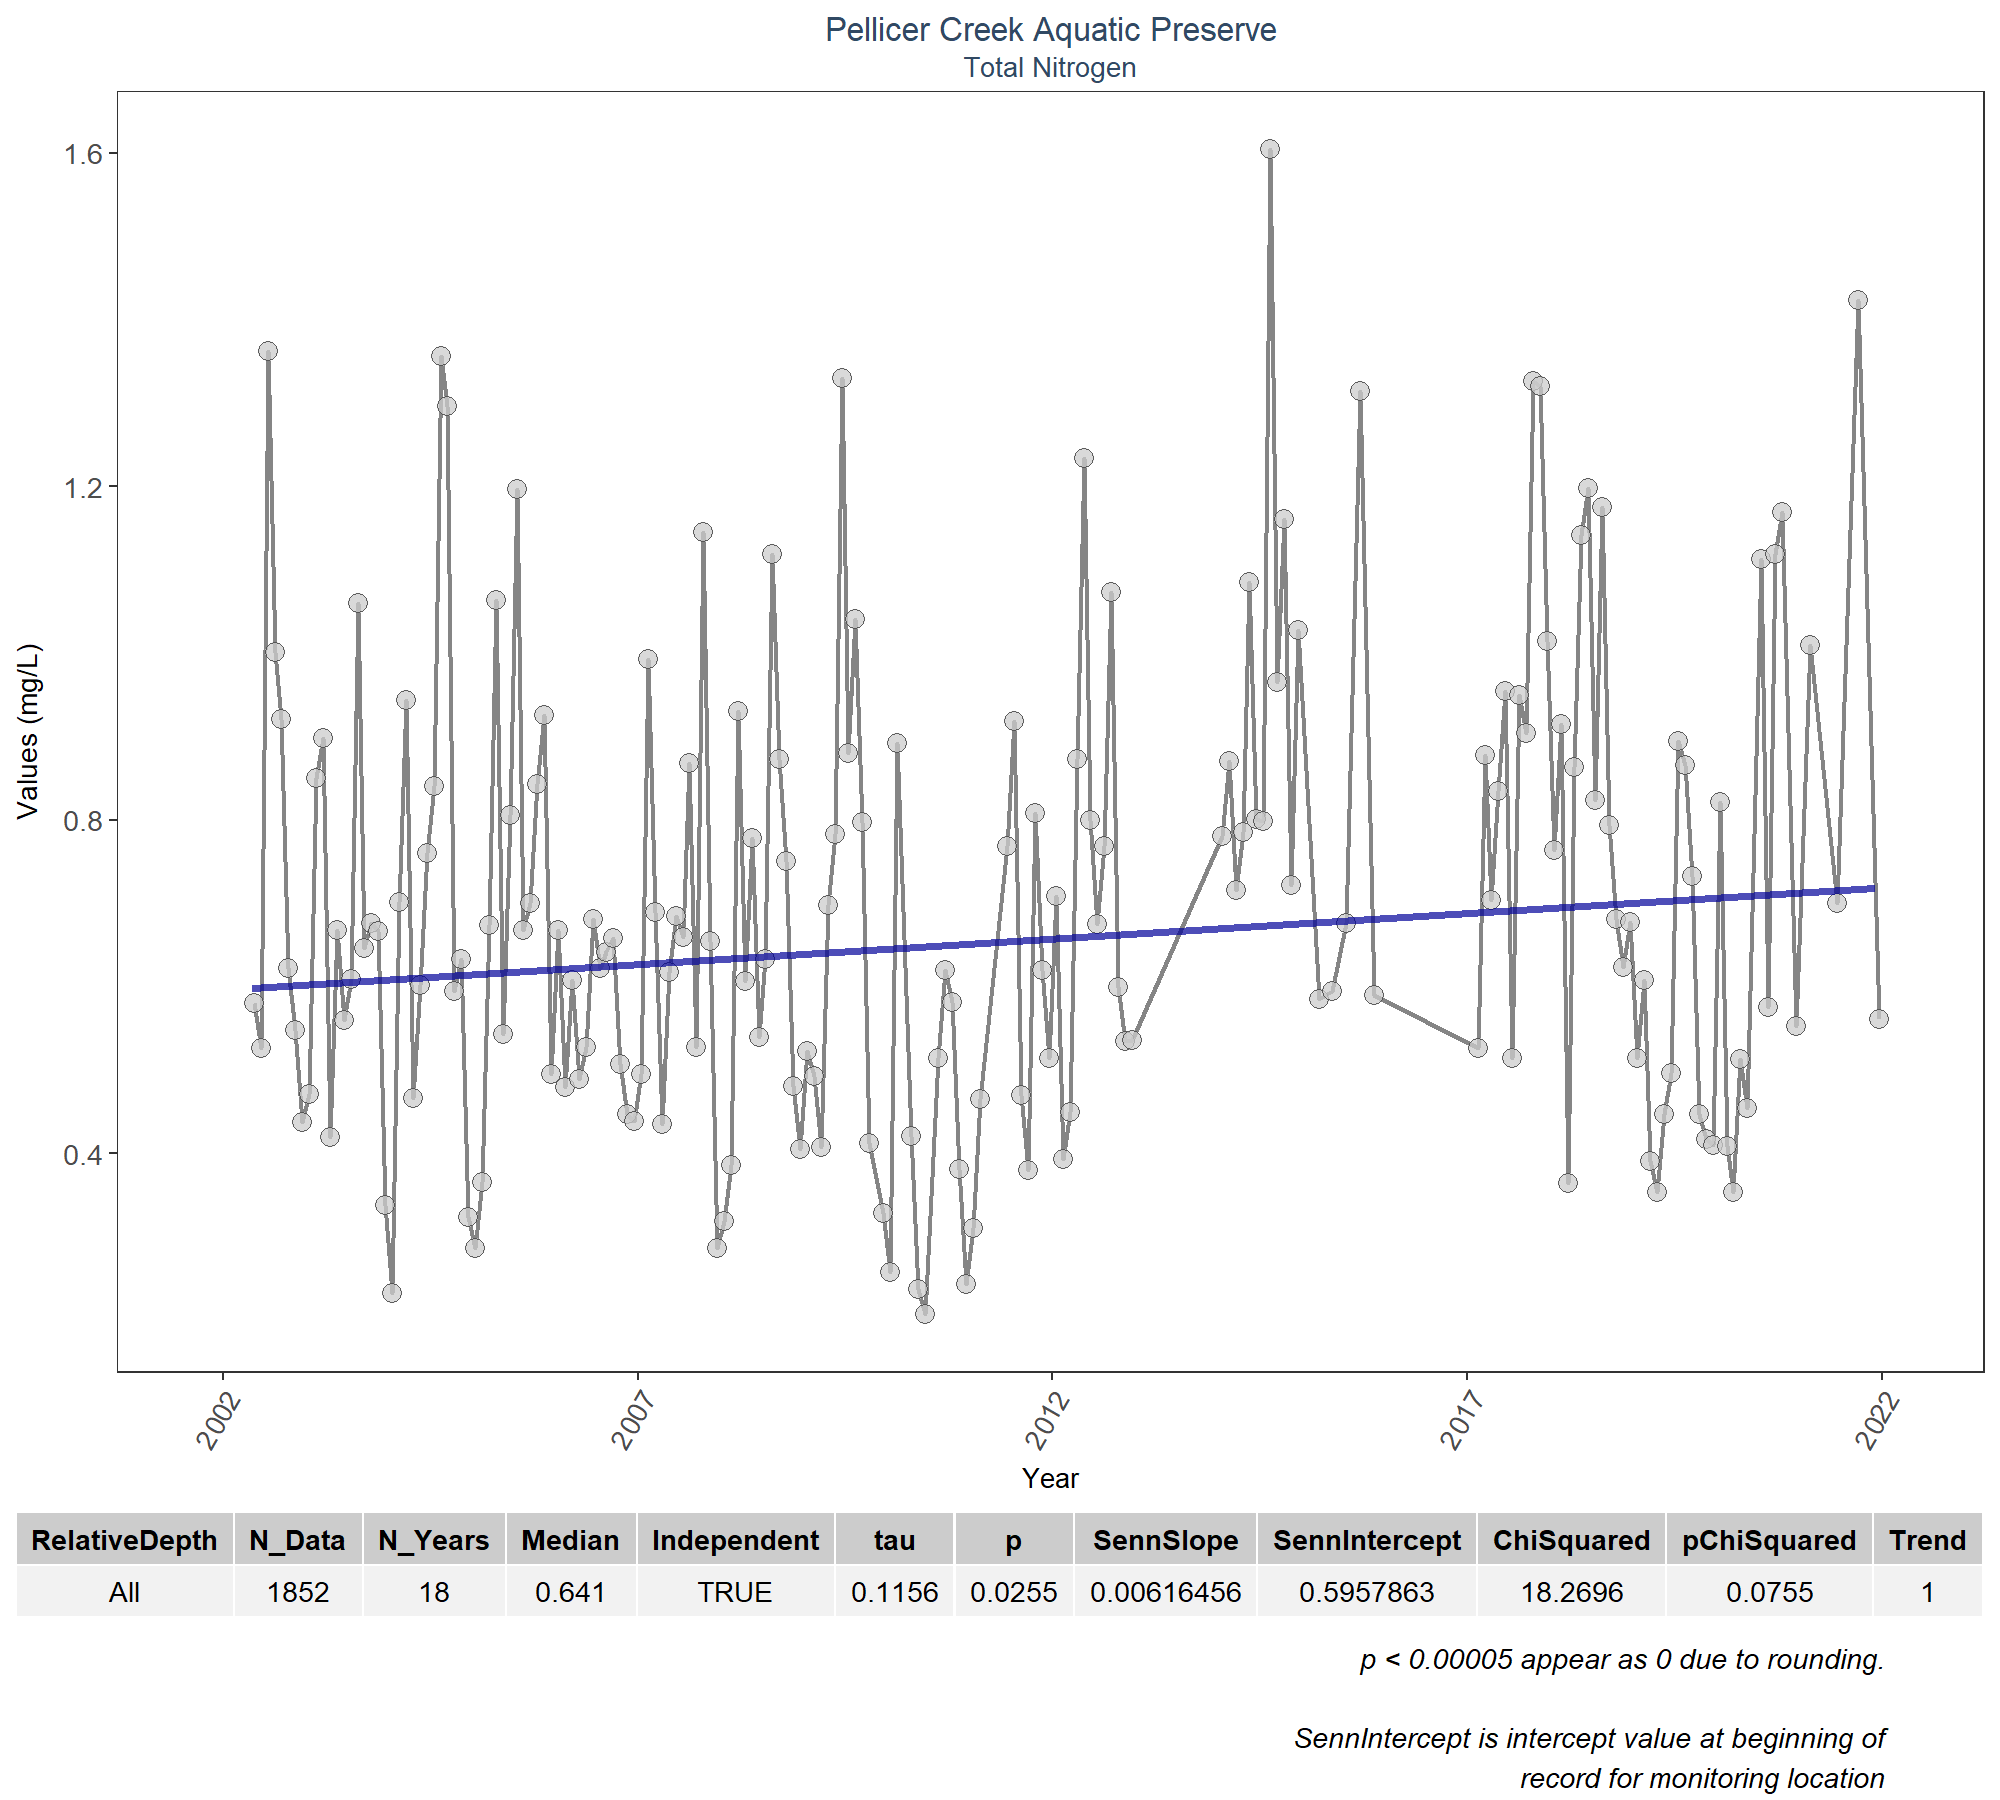 Pellicer Creek Aquatic Preserve
Total Nitrogen
Values (mg/L)
1.6
1.2
0.8
0.4
2002 2007 2012 2017 2022
Year
RelativeDepth N_Data N_Years Median Independent tau p SennSlope SennIntercept ChiSquared pChiSquared Trend
All 1852 18 0.641 TRUE 0.1156 0.0255 0.00616456 0.5957863 18.2696 0.0755 1
p < 0.00005 appear as 0 due to rounding.
SennIntercept is intercept value at beginning of
record for monitoring location